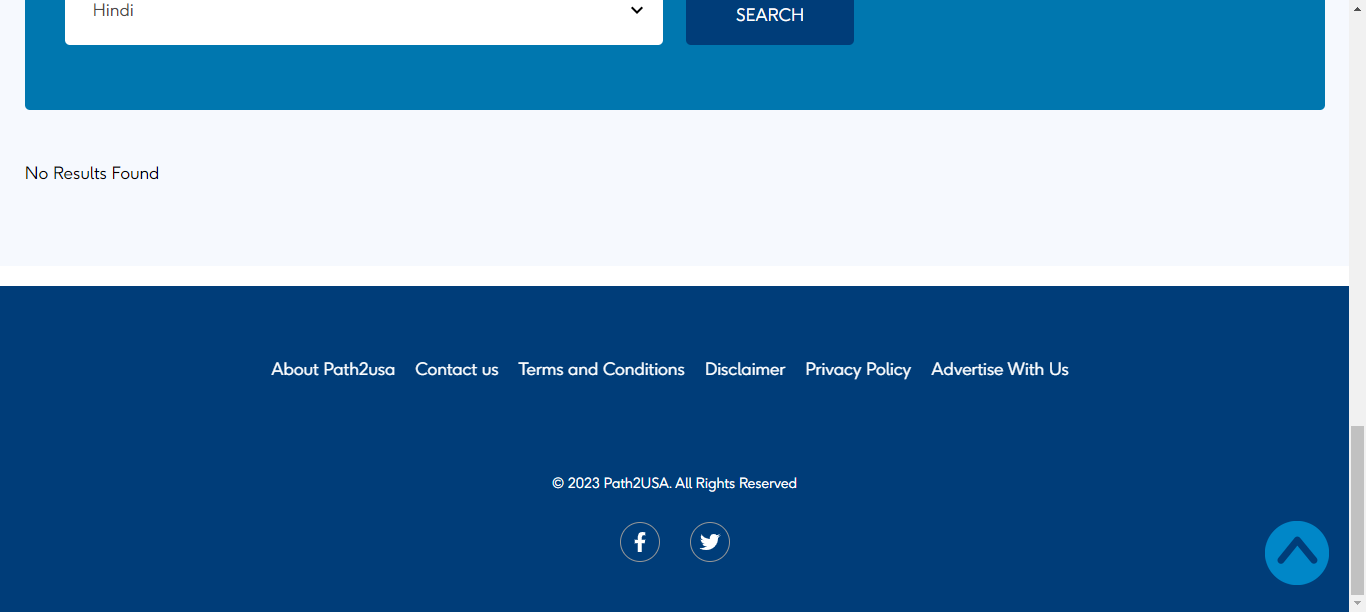 Hindi
SEARCH
No Results Found
About Path2usa Contact us Terms and Conditions Disclaimer Privacy Policy Advertise With Us
© 2023 Path2USA. All Rights Reserved